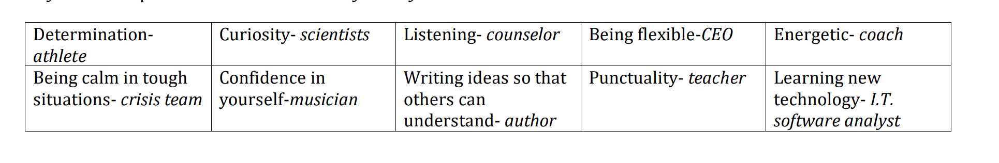 Determination-
athlete
Curiosity- scientists
Listening- counselor
Being flexible-CEO
Energetic- coach
Being calm in tough
situations- crisis team
Confidence in
yourself-musician
Writing ideas so that
others can
understand- author
Punctuality- teacher
Learning new
technology- I.T.
software analyst